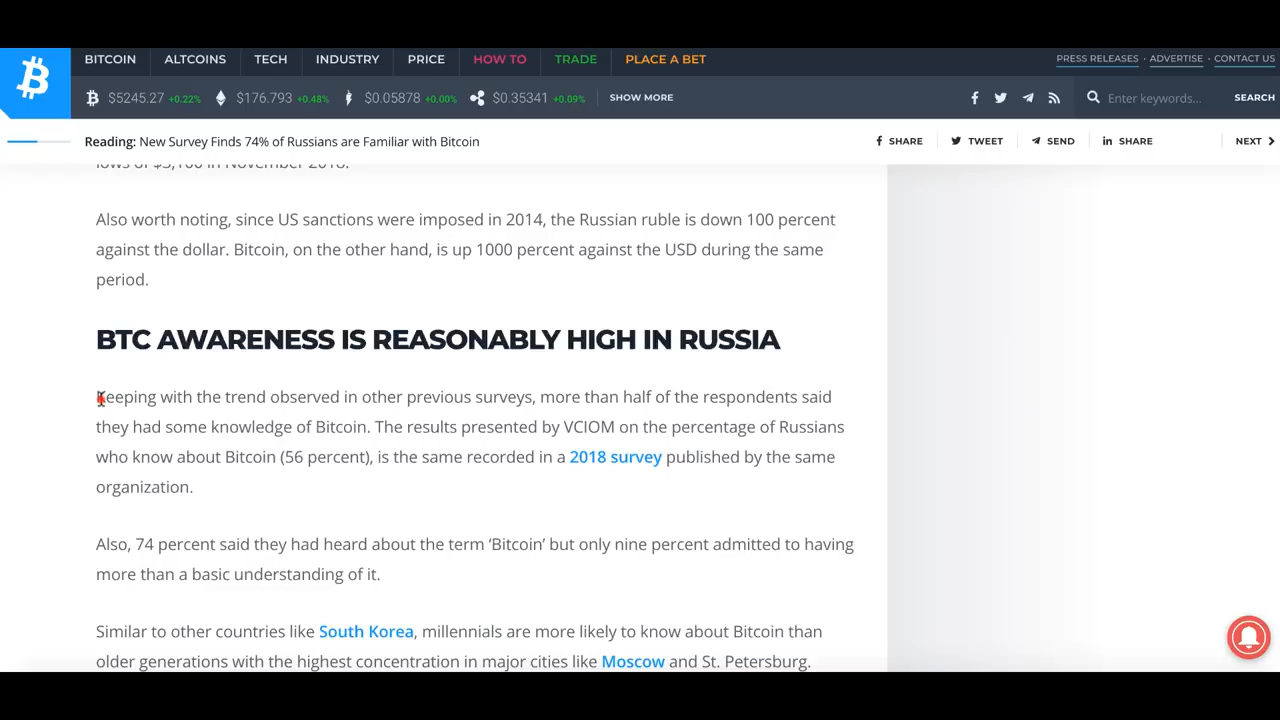 BITCOIN ALTCOINS TECH INDUSTRY PRICE HOW TO TRADE PLACE A BET PRESS RELEASES · ADVERTISE · CONTACT US
$5245.27 +0.22% $176.793 +0.48% $0.05878 +0.00% $0.35341 +0.09% SHOW MORE Enter keywords... SEARCH
Reading: New Survey Finds 74% of Russians are Familiar with Bitcoin SHARE TWEET SEND SHARE NEXT
lows of $3,100 in November 2018.
Also worth noting, since US sanctions were imposed in 2014, the Russian ruble is down 100 percent
against the dollar. Bitcoin, on the other hand, is up 1000 percent against the USD during the same
period.
BTC AWARENESS IS REASONABLY HIGH IN RUSSIA
Keeping with the trend observed in other previous surveys, more than half of the respondents said
they had some knowledge of Bitcoin. The results presented by VCIOM on the percentage of Russians
who know about Bitcoin (56 percent), is the same recorded in a 2018 survey published by the same
organization.
Also, 74 percent said they had heard about the term ‘Bitcoin’ but only nine percent admitted to having
more than a basic understanding of it.
Similar to other countries like South Korea, millennials are more likely to know about Bitcoin than
older generations with the highest concentration in major cities like Moscow and St. Petersburg.